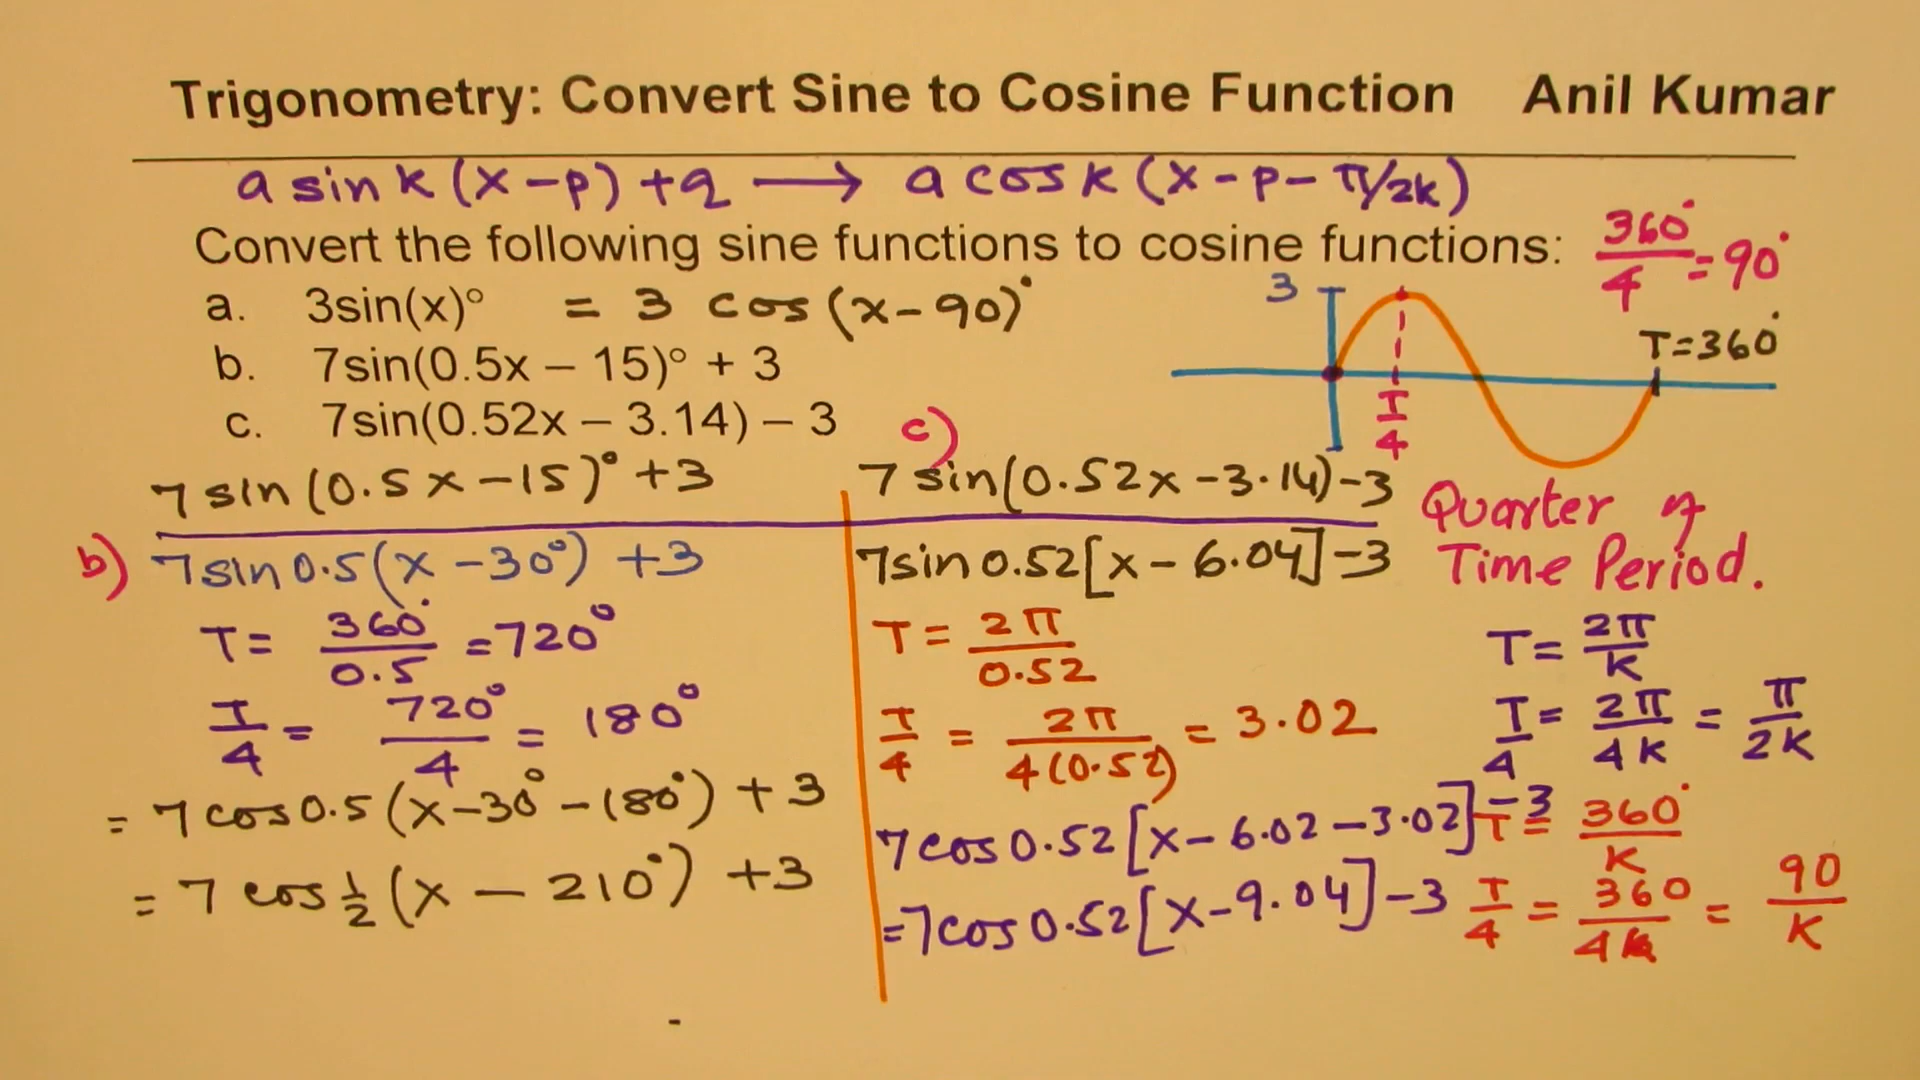 Trigonometry: Convert Sine to Cosine Function Anil Kumar
a sin k (x - p) + q → a cos k (x - p - π/2k)
Convert the following sine functions to cosine functions:
360°/4 = 90°
a. 3sin(x)° = 3 cos (x - 90)°
b. 7sin(0.5x – 15)° + 3
c. 7sin(0.52x – 3.14) – 3
3
T = 360°
T/4
Quarter of
Time Period.
7 sin (0.5x - 15)° + 3
b) 7 sin 0.5 (x - 30°) + 3
T = 360°/0.5 = 720°
T/4 = 720°/4 = 180°
= 7 cos 0.5 (x - 30° - 180°) + 3
= 7 cos 1/2 (x - 210°) + 3
c)
7 sin(0.52x - 3.14) - 3
7 sin 0.52 [x - 6.04] - 3
T = 2π/0.52
T/4 = 2π/4(0.52) = 3.02
7 cos 0.52 [x - 6.02 - 3.02] - 3
= 7 cos 0.52 [x - 9.04] - 3
T = 2π/k
T/4 = 2π/4k = π/2k
T = 360°/k
T/4 = 360/4k = 90/k